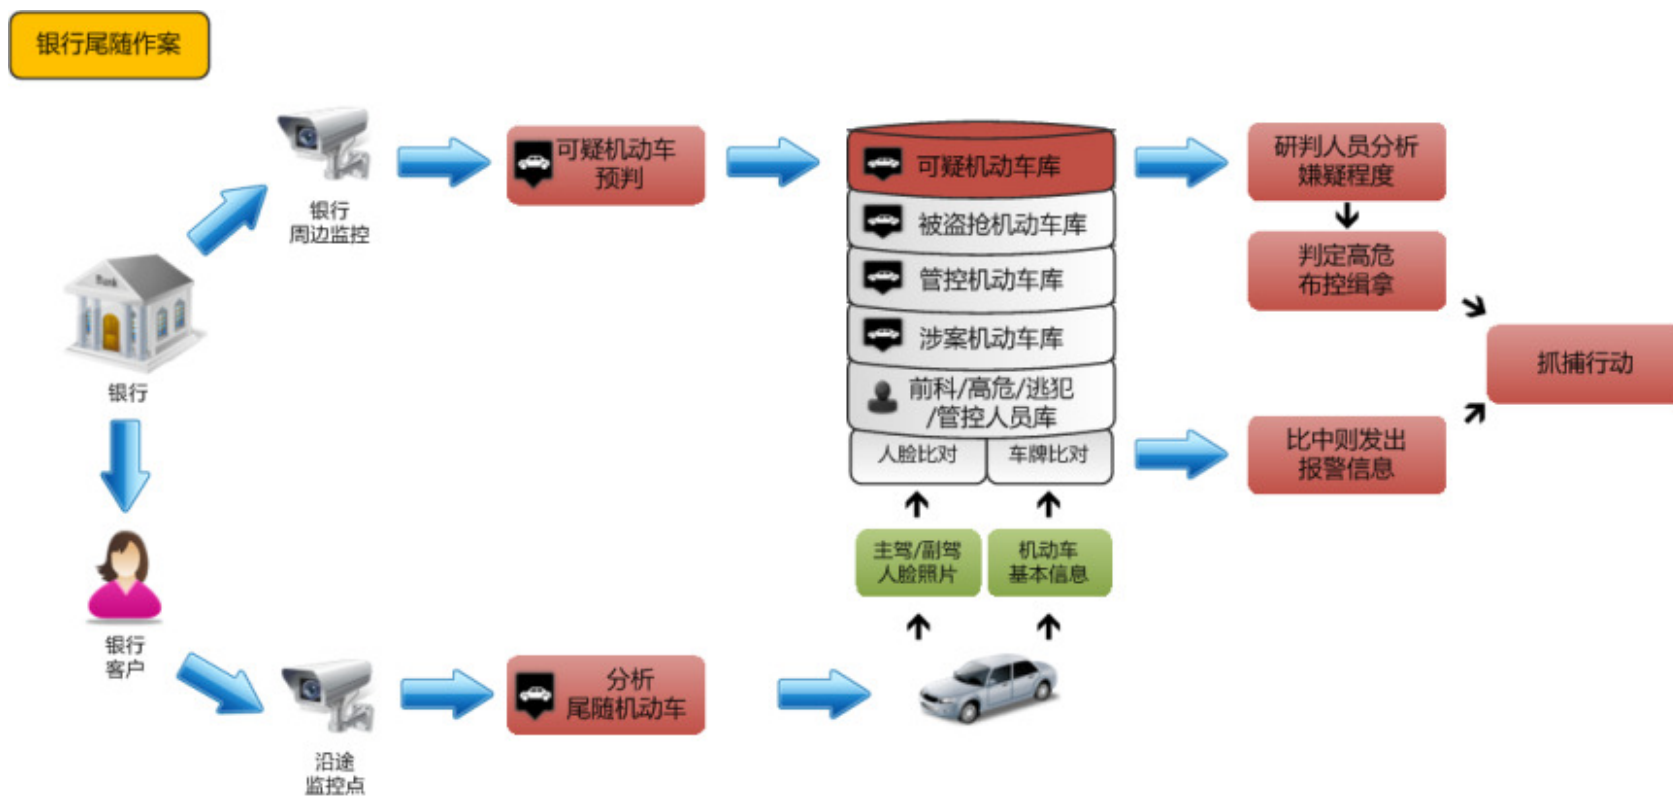 银行尾随作案
银行
周边监控
可疑机动车
预判
可疑机动车库
被盗抢机动车库
管控机动车库
涉案机动车库
前科/高危/逃犯
/管控人员库
人脸比对
车牌比对
研判人员分析
嫌疑程度
判定高危
布控缉拿
抓捕行动
比中则发出
报警信息
Bank
银行
主驾/副驾
人脸照片
机动车
基本信息
银行
客户
沿途
监控点
分析
尾随机动车